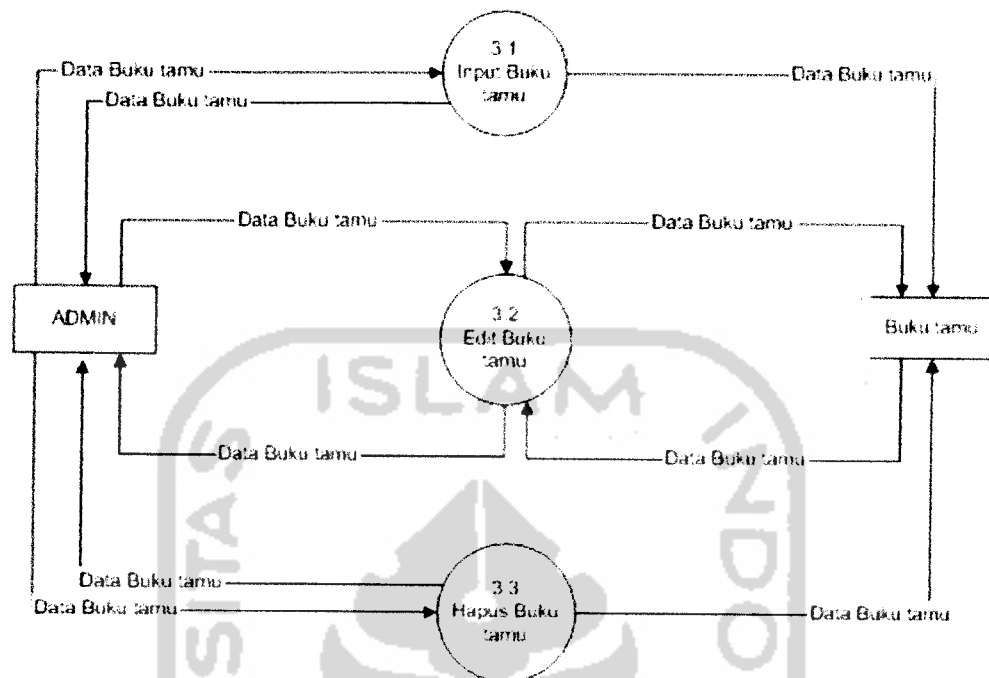 3.1
Input Buku
tamu
Data Buku tamu
Data Buku tamu
Data Buku tamu
Data Buku tamu
Data Buku tamu
ADMIN
3.2
Edit Buku
tamu
Buku tamu
ISLAM
Data Buku tamu
Data Buku tamu
SITAS
INDO
Data Buku tamu
Data Buku tamu
3.3
Hapus Buku
tamu
Data Buku tamu